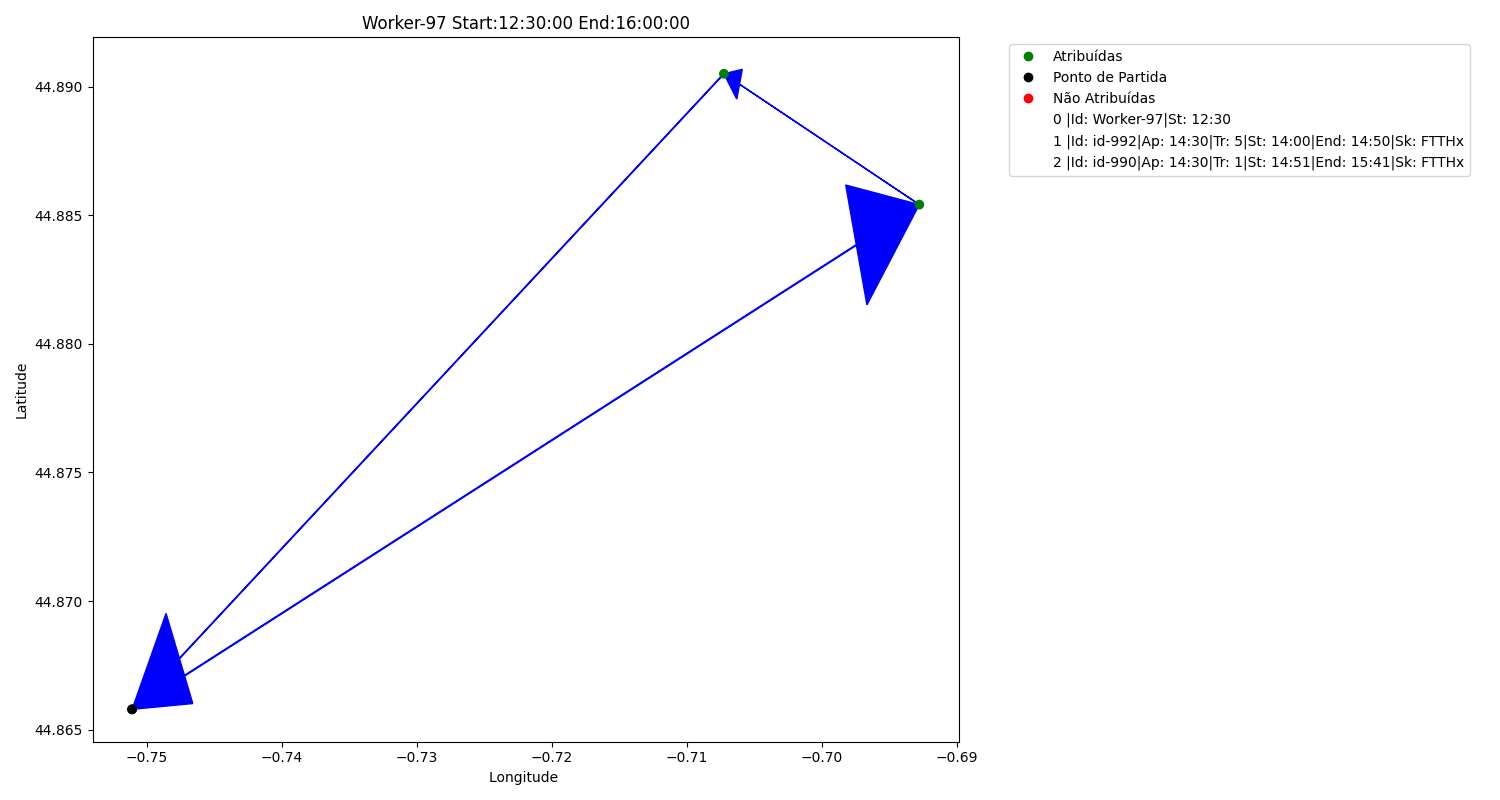 Worker-97 Start:12:30:00 End:16:00:00
44.890
44.885
44.880
44.875
44.870
44.865
Latitude
−0.75
−0.74
−0.73
−0.72
−0.71
−0.70
−0.69
Longitude
Atribuídas
Ponto de Partida
Não Atribuídas
0 |Id: Worker-97|St: 12:30
1 |Id: id-992|Ap: 14:30|Tr: 5|St: 14:00|End: 14:50|Sk: FTTHx
2 |Id: id-990|Ap: 14:30|Tr: 1|St: 14:51|End: 15:41|Sk: FTTHx